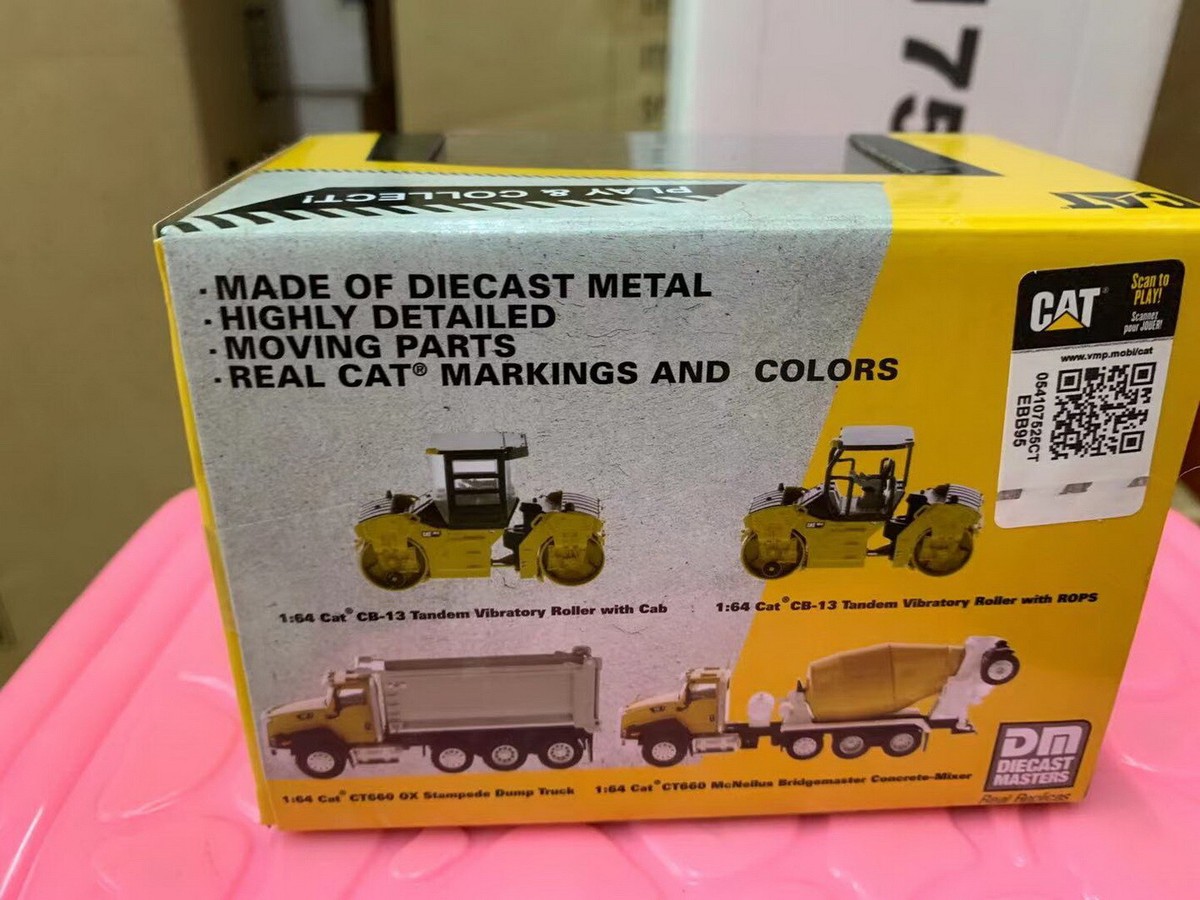 175
PLAY & COLLECT!
CAT
· MADE OF DIECAST METAL
· HIGHLY DETAILED
· MOVING PARTS
· REAL CAT® MARKINGS AND COLORS
CAT®
Scan to
PLAY!
Scannez
pour JOUER!
www.vmp.mobi/cat
054107525CT
EBB95
1:64 Cat® CB-13 Tandem Vibratory Roller with Cab
1:64 Cat® CB-13 Tandem Vibratory Roller with ROPS
1:64 Cat® CT660 OX Stampede Dump Truck
1:64 Cat® CT660 McNeilus Bridgemaster Concrete-Mixer
DM
DIECAST
MASTERS
Real Replicas